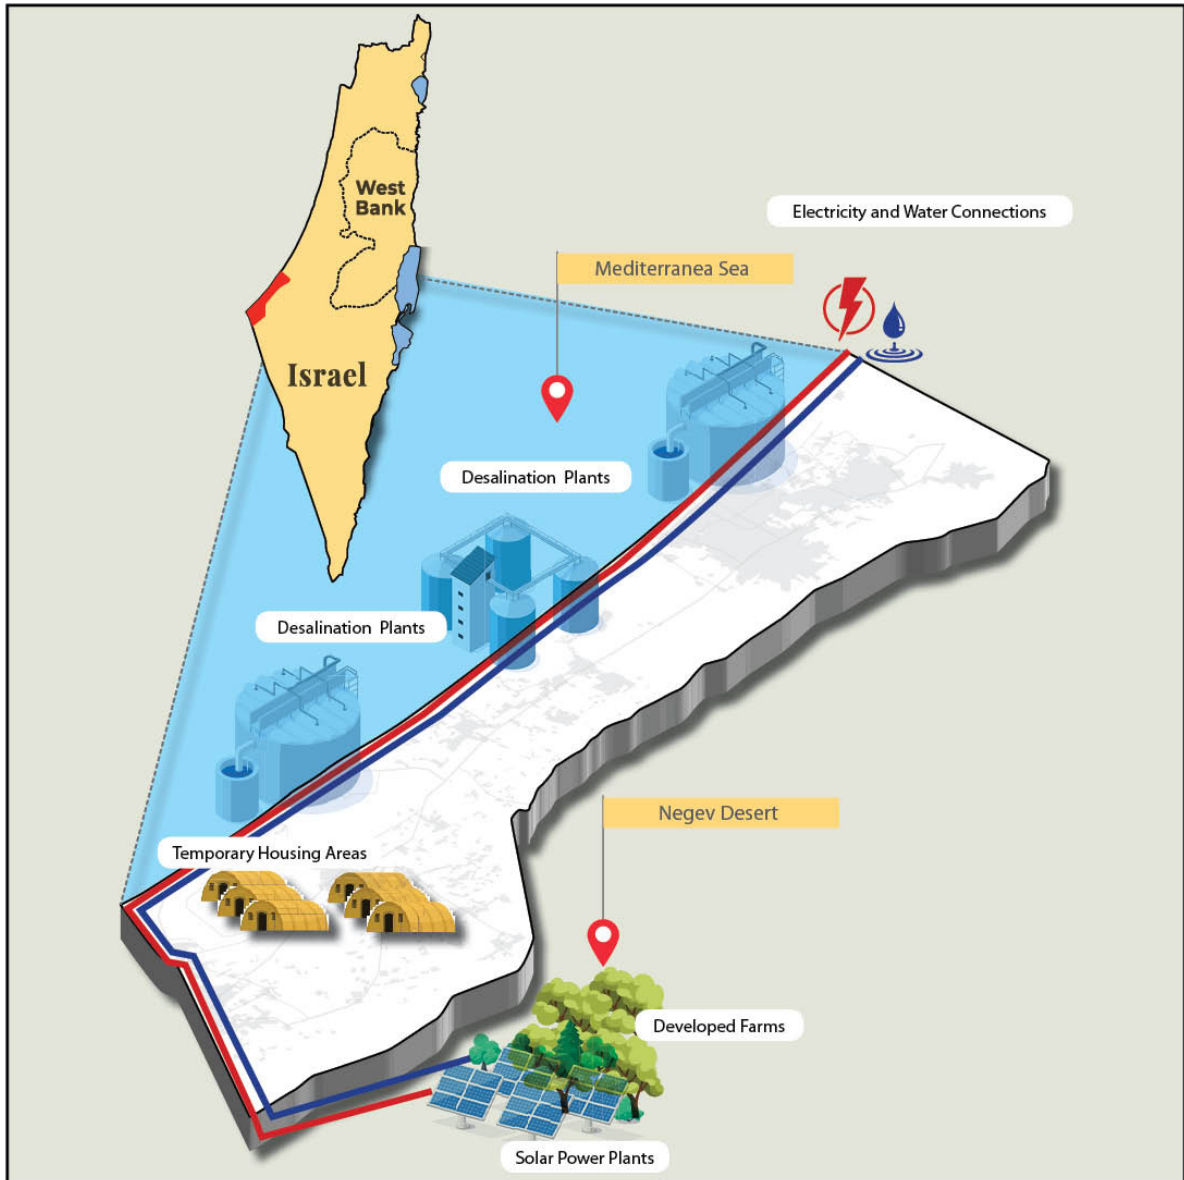 West
Bank
Electricity and Water Connections
Mediterranea Sea
Israel
Desalination Plants
Desalination Plants
Negev Desert
Temporary Housing Areas
Developed Farms
Solar Power Plants